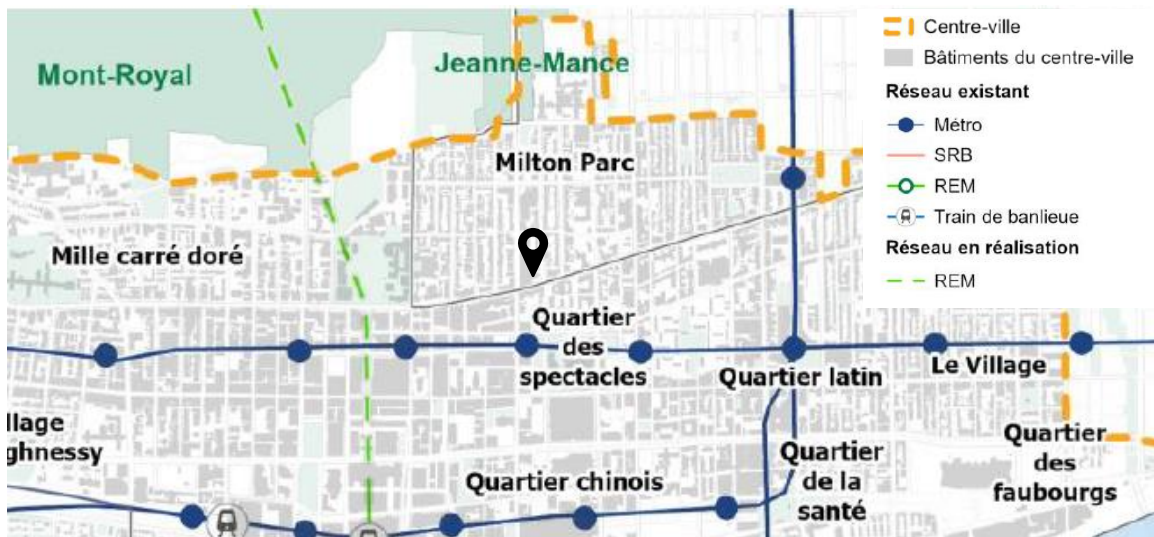 Mont-Royal
Jeanne-Mance
Milton Parc
Mille carré doré
Quartier
des
spectacles
Quartier latin
Le Village
llage
ghnessy
Quartier chinois
Quartier
de la
santé
Quartier
des
faubourgs
Centre-ville
Bâtiments du centre-ville
Réseau existant
Métro
SRB
REM
Train de banlieue
Réseau en réalisation
REM